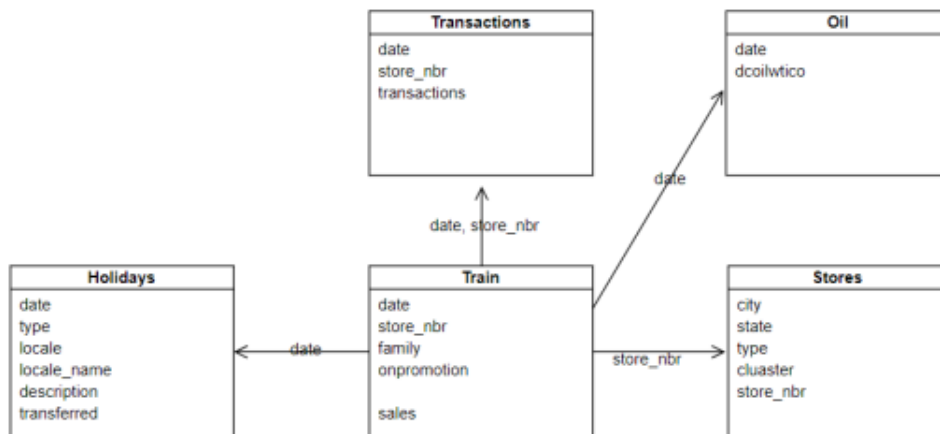 Transactions
date
store_nbr
transactions
Oil
date
dcoilwtico
date
date, store_nbr
Holidays
date
type
locale
locale_name
description
transferred
date
Train
date
store_nbr
family
onpromotion
sales
store_nbr
Stores
city
state
type
cluaster
store_nbr